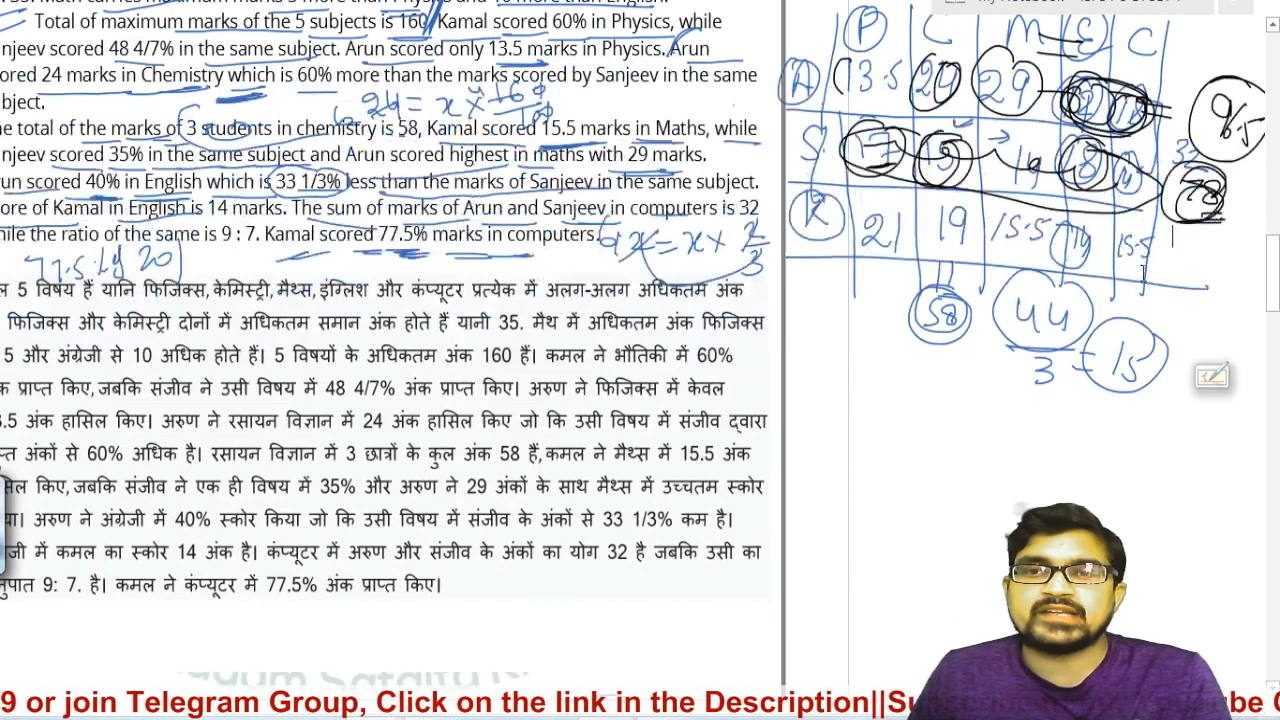 Total of maximum marks of the 5 subjects is 160, Kamal scored 60% in Physics, while
njeev scored 48 4/7% in the same subject. Arun scored only 13.5 marks in Physics. Arun
ored 24 marks in Chemistry which is 60% more than the marks scored by Sanjeev in the same
bject.
he total of the marks of 3 students in chemistry is 58, Kamal scored 15.5 marks in Maths, while
njeev scored 35% in the same subject and Arun scored highest in maths with 29 marks.
un scored 40% in English which is 33 1/3% less than the marks of Sanjeev in the same subject.
ore of Kamal in English is 14 marks. The sum of marks of Arun and Sanjeev in computers is 32
hile the ratio of the same is 9 : 7. Kamal scored 77.5% marks in computers.
ल 5 विषय हैं यानि फिजिक्स,केमिस्ट्री,मैथ्स,इंग्लिश और कंप्यूटर प्रत्येक में अलग-अलग अधिकतम अंक
फिजिक्स और केमिस्ट्री दोनों में अधिकतम समान अंक होते हैं यानी 35. मैथ में अधिकतम अंक फिजिक्स
5 और अंग्रेजी से 10 अधिक होते हैं। 5 विषयों के अधिकतम अंक 160 हैं। कमल ने भौतिकी में 60%
क प्राप्त किए,जबकि संजीव ने उसी विषय में 48 4/7% अंक प्राप्त किए। अरुण ने फिजिक्स में केवल
3.5 अंक हासिल किए। अरुण ने रसायन विज्ञान में 24 अंक हासिल किए जो कि उसी विषय में संजीव द्वारा
प्त अंकों से 60% अधिक है। रसायन विज्ञान में 3 छात्रों के कुल अंक 58 हैं,कमल ने मैथ्स में 15.5 अंक
सिल किए,जबकि संजीव ने एक ही विषय में 35% और अरुण ने 29 अंकों के साथ मैथ्स में उच्चतम स्कोर
या। अरुण ने अंग्रेजी में 40% स्कोर किया जो कि उसी विषय में संजीव के अंकों से 33 1/3% कम है।
जी में कमल का स्कोर 14 अंक है। कंप्यूटर में अरुण और संजीव के अंकों का योग 32 है जबकि उसी का
नुपात 9: 7. है। कमल ने कंप्यूटर में 77.5% अंक प्राप्त किए।
P C M E C
A 13.5 24 29
S 17 15 19 18 14
K 21 19 15.5 14 15.5
58 44
3 = 15
9 or join Telegram Group, Click on the link in the Description||Su